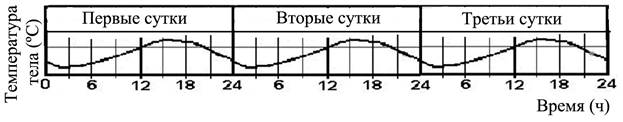 Температура
тела (°С)
Первые сутки Вторые сутки Третьи сутки
0 6 12 18 24 6 12 18 24 6 12 18 24
Время (ч)